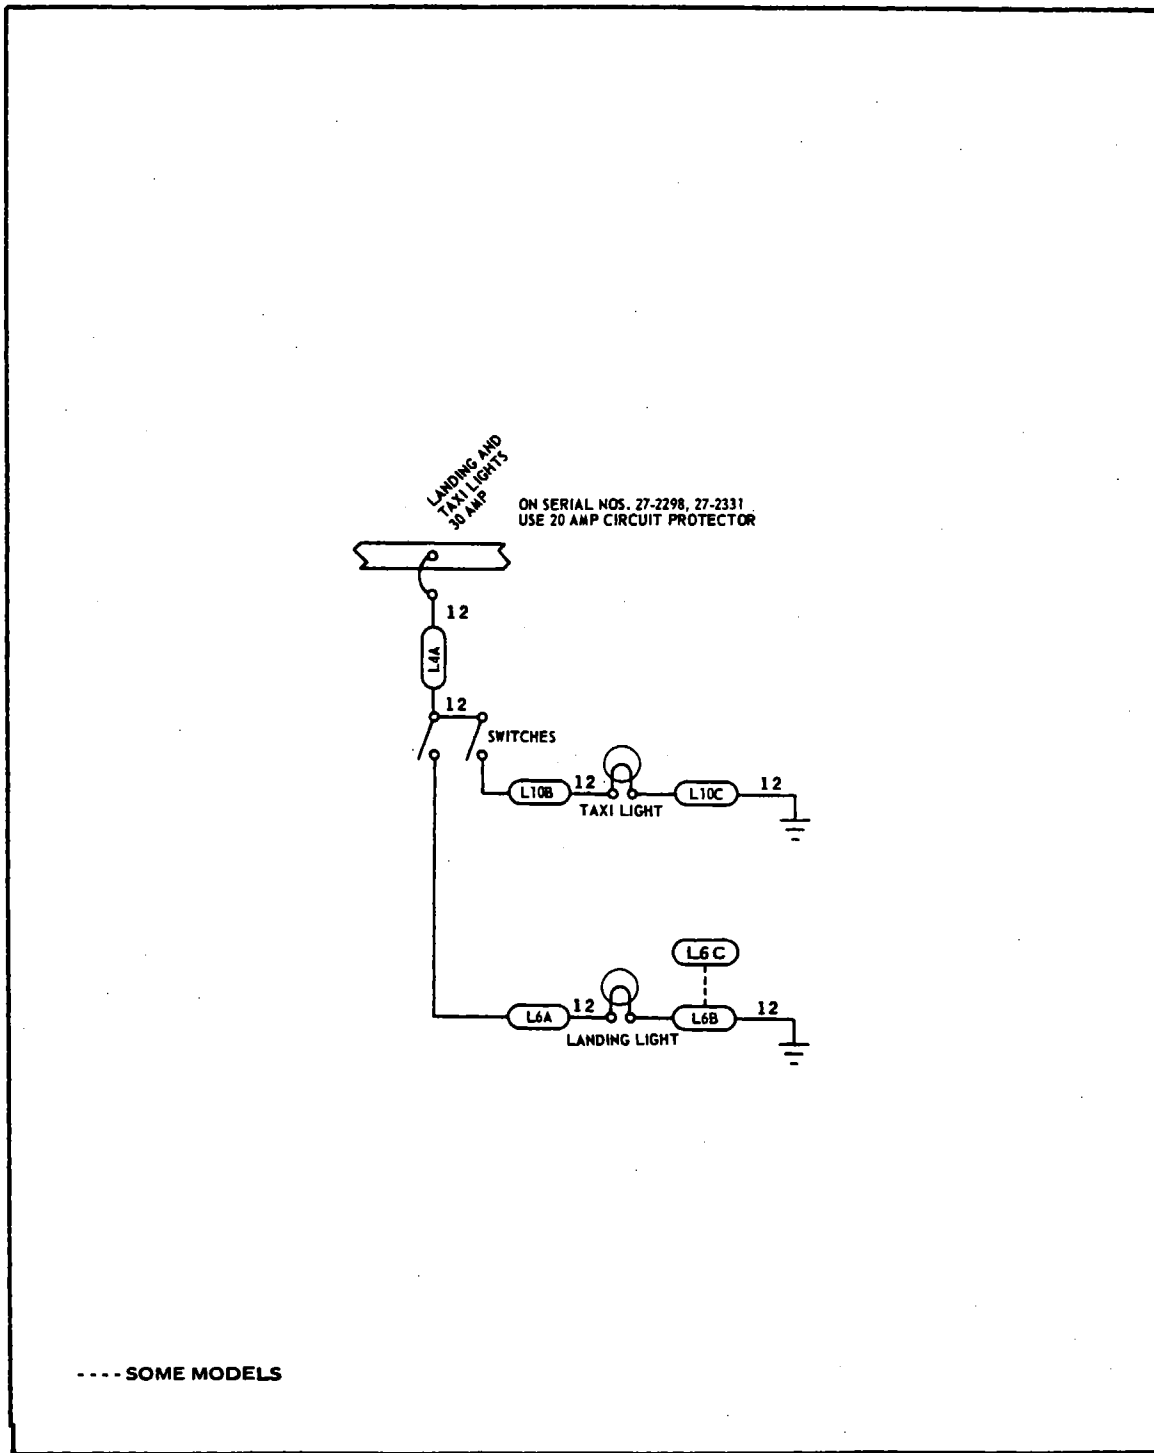 LANDING AND
TAXI LIGHTS
30 AMP
ON SERIAL NOS. 27-2298, 27-2331
USE 20 AMP CIRCUIT PROTECTOR
12
L4A
12
SWITCHES
L10B
12
TAXI LIGHT
L10C
12
L6C
L6A
12
LANDING LIGHT
L6B
12
---- SOME MODELS